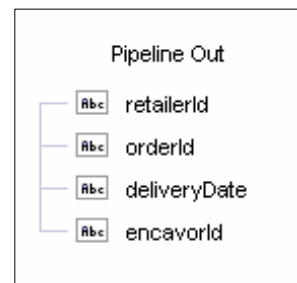 Pipeline Out
Abc retailerId
Abc orderId
Abc deliveryDate
Abc encavorId